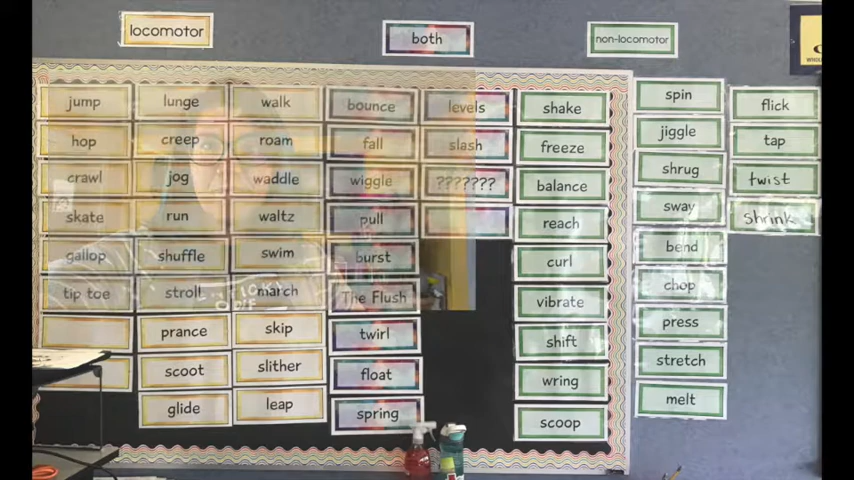 locomotor
both
non-locomotor
jump
hop
crawl
skate
gallop
tip toe
lunge
creep
jog
run
shuffle
stroll
prance
scoot
glide
walk
roam
waddle
waltz
swim
march
skip
slither
leap
bounce
fall
wiggle
pull
burst
The Flush
twirl
float
spring
levels
slash
???????
shake
freeze
balance
reach
curl
vibrate
shift
wring
scoop
spin
jiggle
shrug
sway
bend
chop
press
stretch
melt
flick
tap
twist
shrink